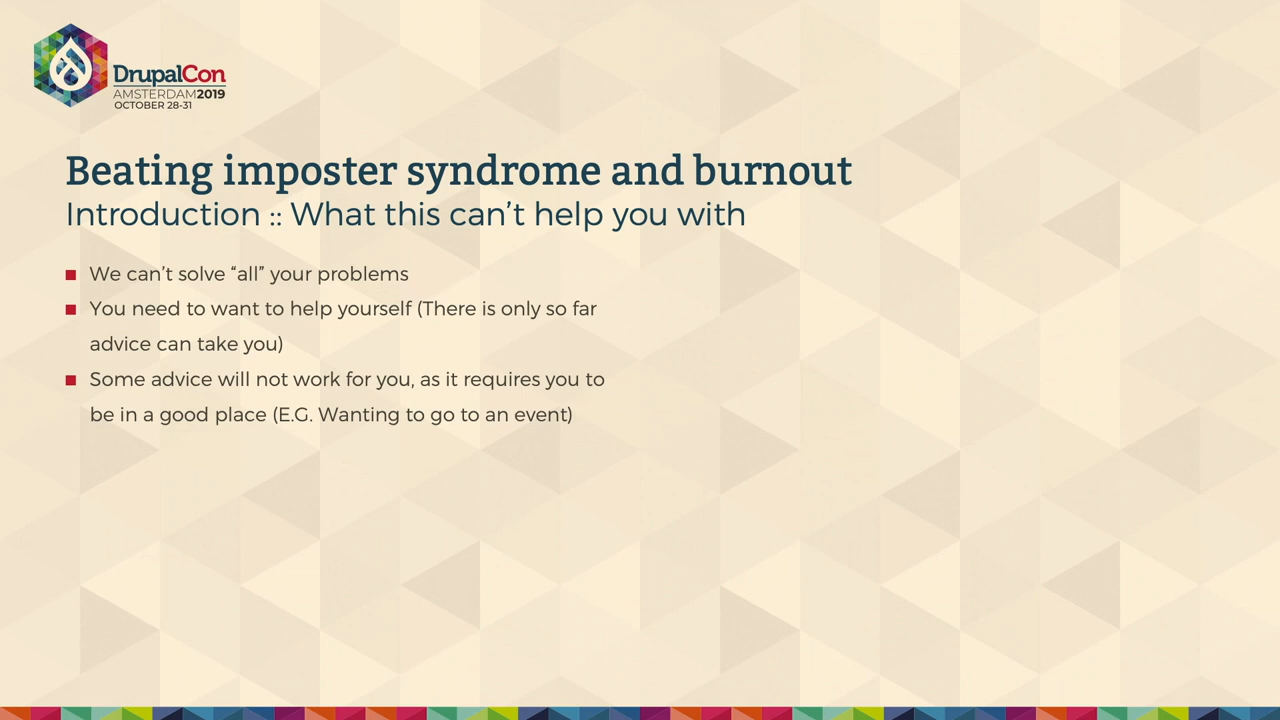 DrupalCon
AMSTERDAM2019
OCTOBER 28-31
Beating imposter syndrome and burnout
Introduction :: What this can’t help you with
We can’t solve “all” your problems
You need to want to help yourself (There is only so far
advice can take you)
Some advice will not work for you, as it requires you to
be in a good place (E.G. Wanting to go to an event)